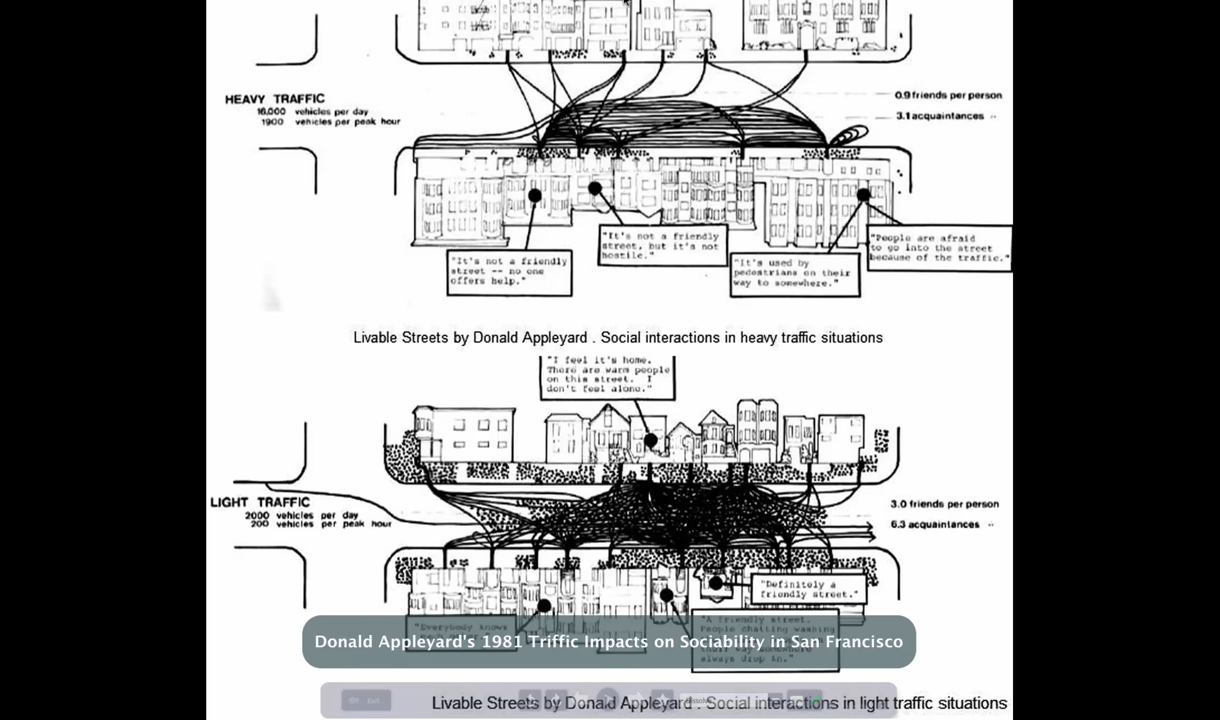 HEAVY TRAFFIC
16,000 vehicles per day
1900 vehicles per peak hour
0.9 friends per person
3.1 acquaintances ..
"It's not a friendly
street -- no one
offers help."
"It's not a friendly
street, but it's not
hostile."
"It's used by
pedestrians on their
way to somewhere."
"People are afraid
to go into the street
because of the traffic."
Livable Streets by Donald Appleyard . Social interactions in heavy traffic situations
"I feel it's home.
There are warm people
on this street. I
don't feel alone."
LIGHT TRAFFIC
2000 vehicles per day
200 vehicles per peak hour
3.0 friends per person
6.3 acquaintances ..
"Definitely a
friendly street."
"Everybody knows
"A friendly street.
People chatting washing
their way somewhere
always drop in."
Donald Appleyard's 1981 Triffic Impacts on Sociability in San Francisco
Exit
Livable Streets by Donald Appleyard . Social interactions in light traffic situations